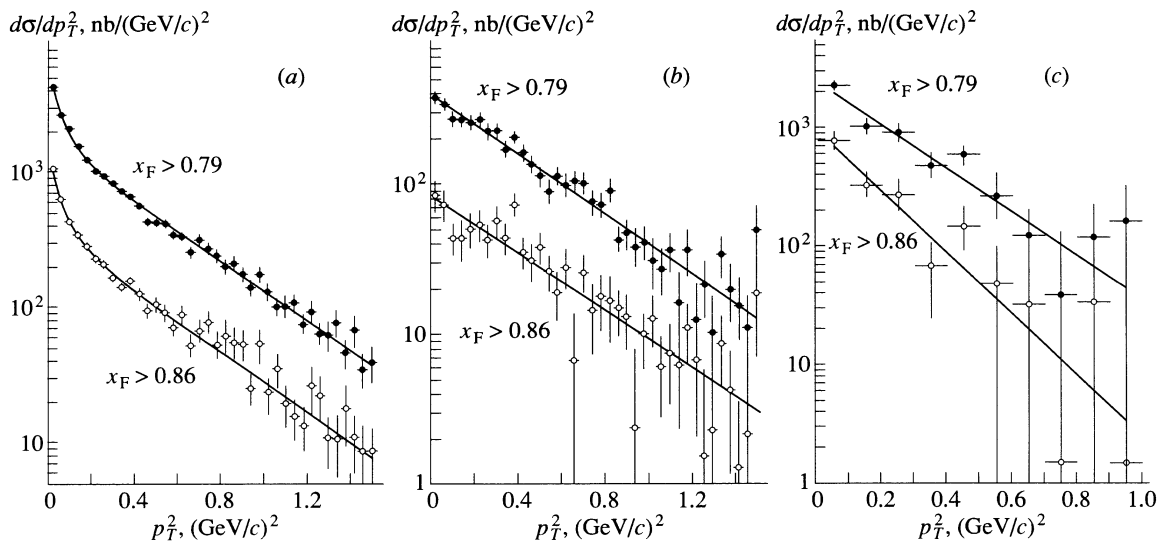 dσ/dp_T^2, nb/(GeV/c)^2
(a)
10^3
10^2
10
x_F > 0.79
x_F > 0.86
0 0.4 0.8 1.2
p_T^2, (GeV/c)^2
dσ/dp_T^2, nb/(GeV/c)^2
(b)
x_F > 0.79
10^2
10
1
x_F > 0.86
0 0.4 0.8 1.2
p_T^2, (GeV/c)^2
dσ/dp_T^2, nb/(GeV/c)^2
(c)
x_F > 0.79
10^3
10^2
10
1
x_F > 0.86
0 0.2 0.4 0.6 0.8 1.0
p_T^2, (GeV/c)^2